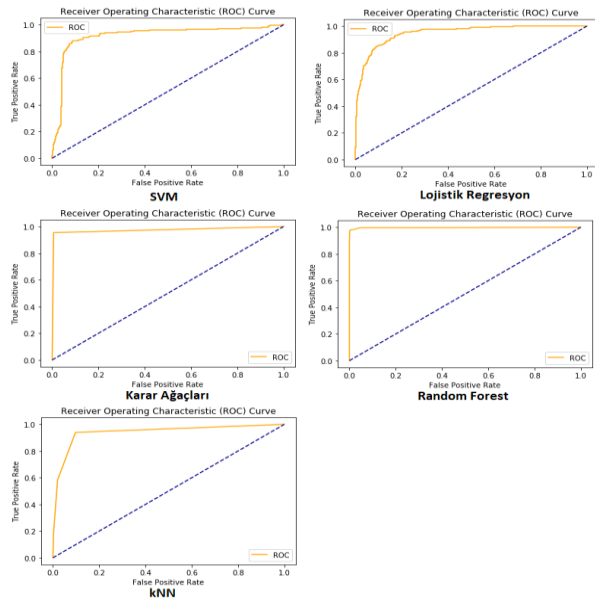 Receiver Operating Characteristic (ROC) Curve
ROC
True Positive Rate
1.0
0.8
0.6
0.4
0.2
0.0
0.0 0.2 0.4 0.6 0.8 1.0
False Positive Rate
SVM
Receiver Operating Characteristic (ROC) Curve
ROC
True Positive Rate
1.0
0.8
0.6
0.4
0.2
0.0
0.0 0.2 0.4 0.6 0.8 1.0
False Positive Rate
Lojistik Regresyon
Receiver Operating Characteristic (ROC) Curve
True Positive Rate
1.0
0.8
0.6
0.4
0.2
0.0
ROC
0.0 0.2 0.4 0.6 0.8 1.0
False Positive Rate
Karar Ağaçları
Receiver Operating Characteristic (ROC) Curve
True Positive Rate
1.0
0.8
0.6
0.4
0.2
0.0
ROC
0.0 0.2 0.4 0.6 0.8 1.0
False Positive Rate
Random Forest
Receiver Operating Characteristic (ROC) Curve
True Positive Rate
1.0
0.8
0.6
0.4
0.2
0.0
ROC
0.0 0.2 0.4 0.6 0.8 1.0
False Positive Rate
kNN